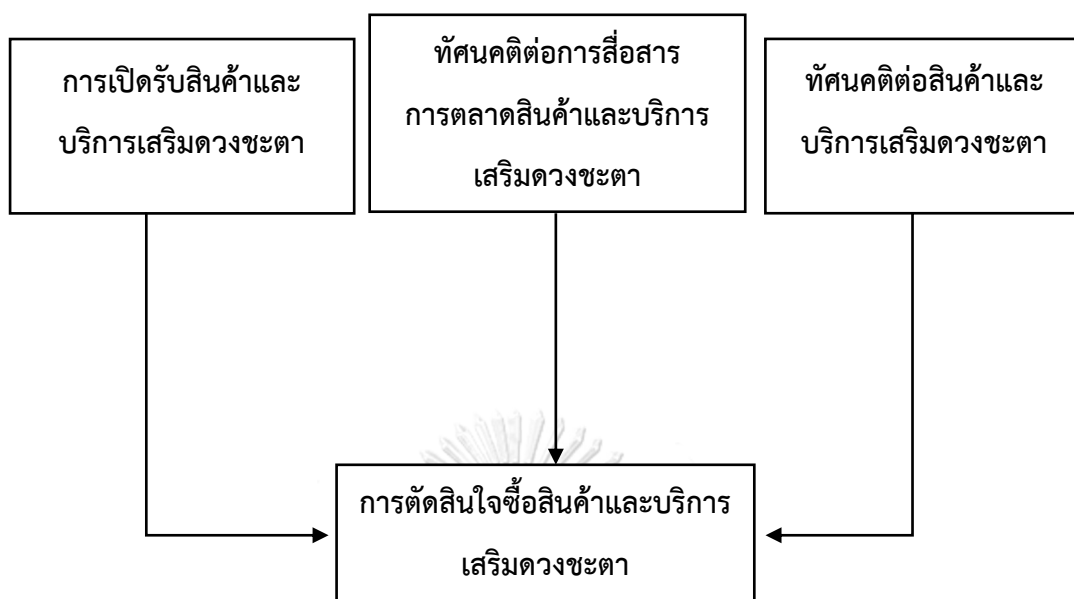 การเปิดรับสินค้าและ
บริการเสริมดวงชะตา
ทัศนคติต่อการสื่อสาร
การตลาดสินค้าและบริการ
เสริมดวงชะตา
ทัศนคติต่อสินค้าและ
บริการเสริมดวงชะตา
การตัดสินใจซื้อสินค้าและบริการ
เสริมดวงชะตา